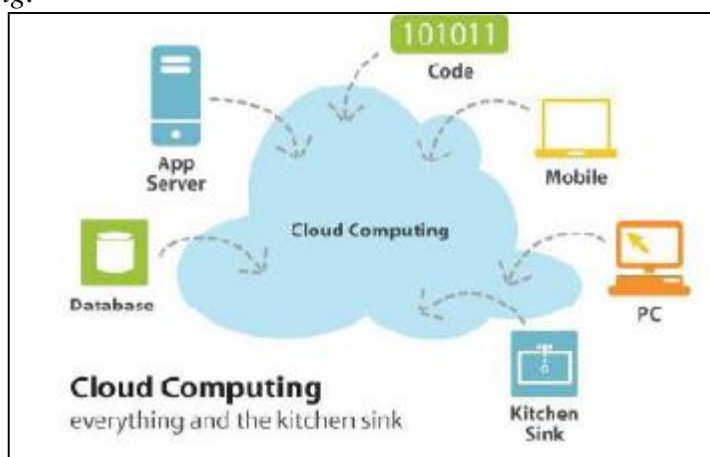 g.
101011
Code
App
Server
Mobile
Cloud Computing
Database
PC
Cloud Computing
everything and the kitchen sink
Kitchen
Sink